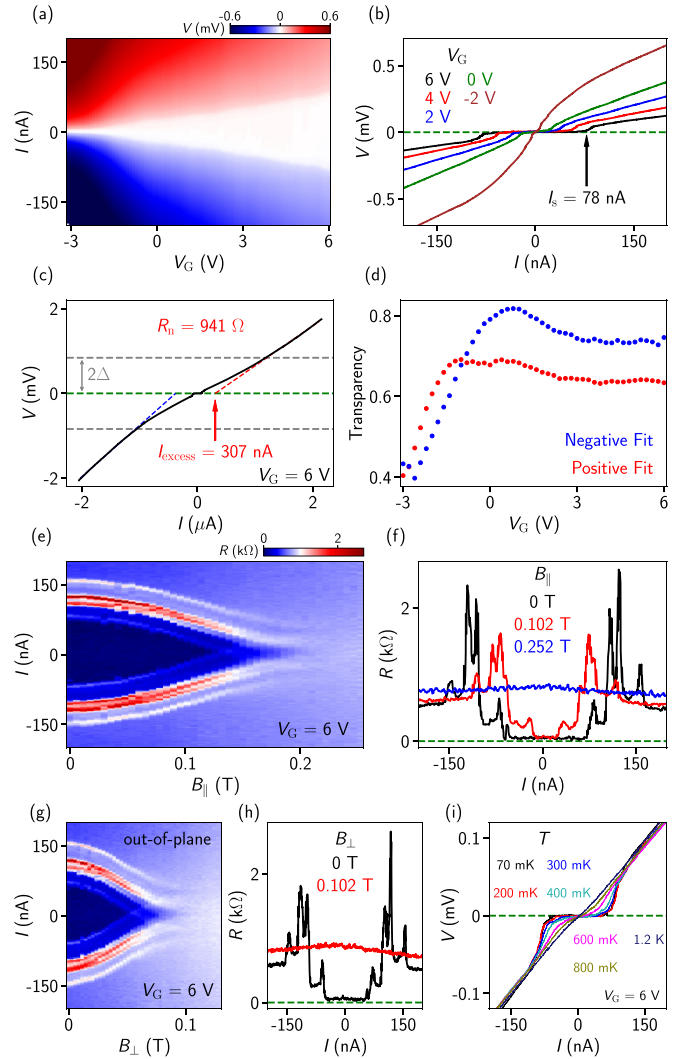 (a)
V (mV)
-0.6
0.6
150
0
-150
I (nA)
-3
0
3
6
V_G (V)
(b)
V_G
6 V
0 V
4 V
-2 V
2 V
0.5
0
-0.5
V (mV)
I_s = 78 nA
-150
0
150
I (nA)
(c)
2
0
-2
V (mV)
R_n = 941 Ω
2Δ
I_excess = 307 nA
V_G = 6 V
-2
0
2
I (μA)
(d)
0.8
0.6
0.4
Transparency
Negative Fit
Positive Fit
-3
0
3
6
V_G (V)
(e)
R (kΩ)
0
2
150
0
-150
I (nA)
V_G = 6 V
0
0.1
0.2
B_∥ (T)
(f)
B_∥
0 T
0.102 T
0.252 T
2
0
R (kΩ)
-150
0
150
I (nA)
(g)
out-of-plane
150
0
-150
I (nA)
V_G = 6 V
0
0.1
B_⊥ (T)
(h)
B_⊥
0 T
0.102 T
2
0
R (kΩ)
-150
0
150
I (nA)
(i)
T
70 mK
300 mK
200 mK
400 mK
600 mK
1.2 K
800 mK
V_G = 6 V
0.1
0
-0.1
V (mV)
-150
0
150
I (nA)